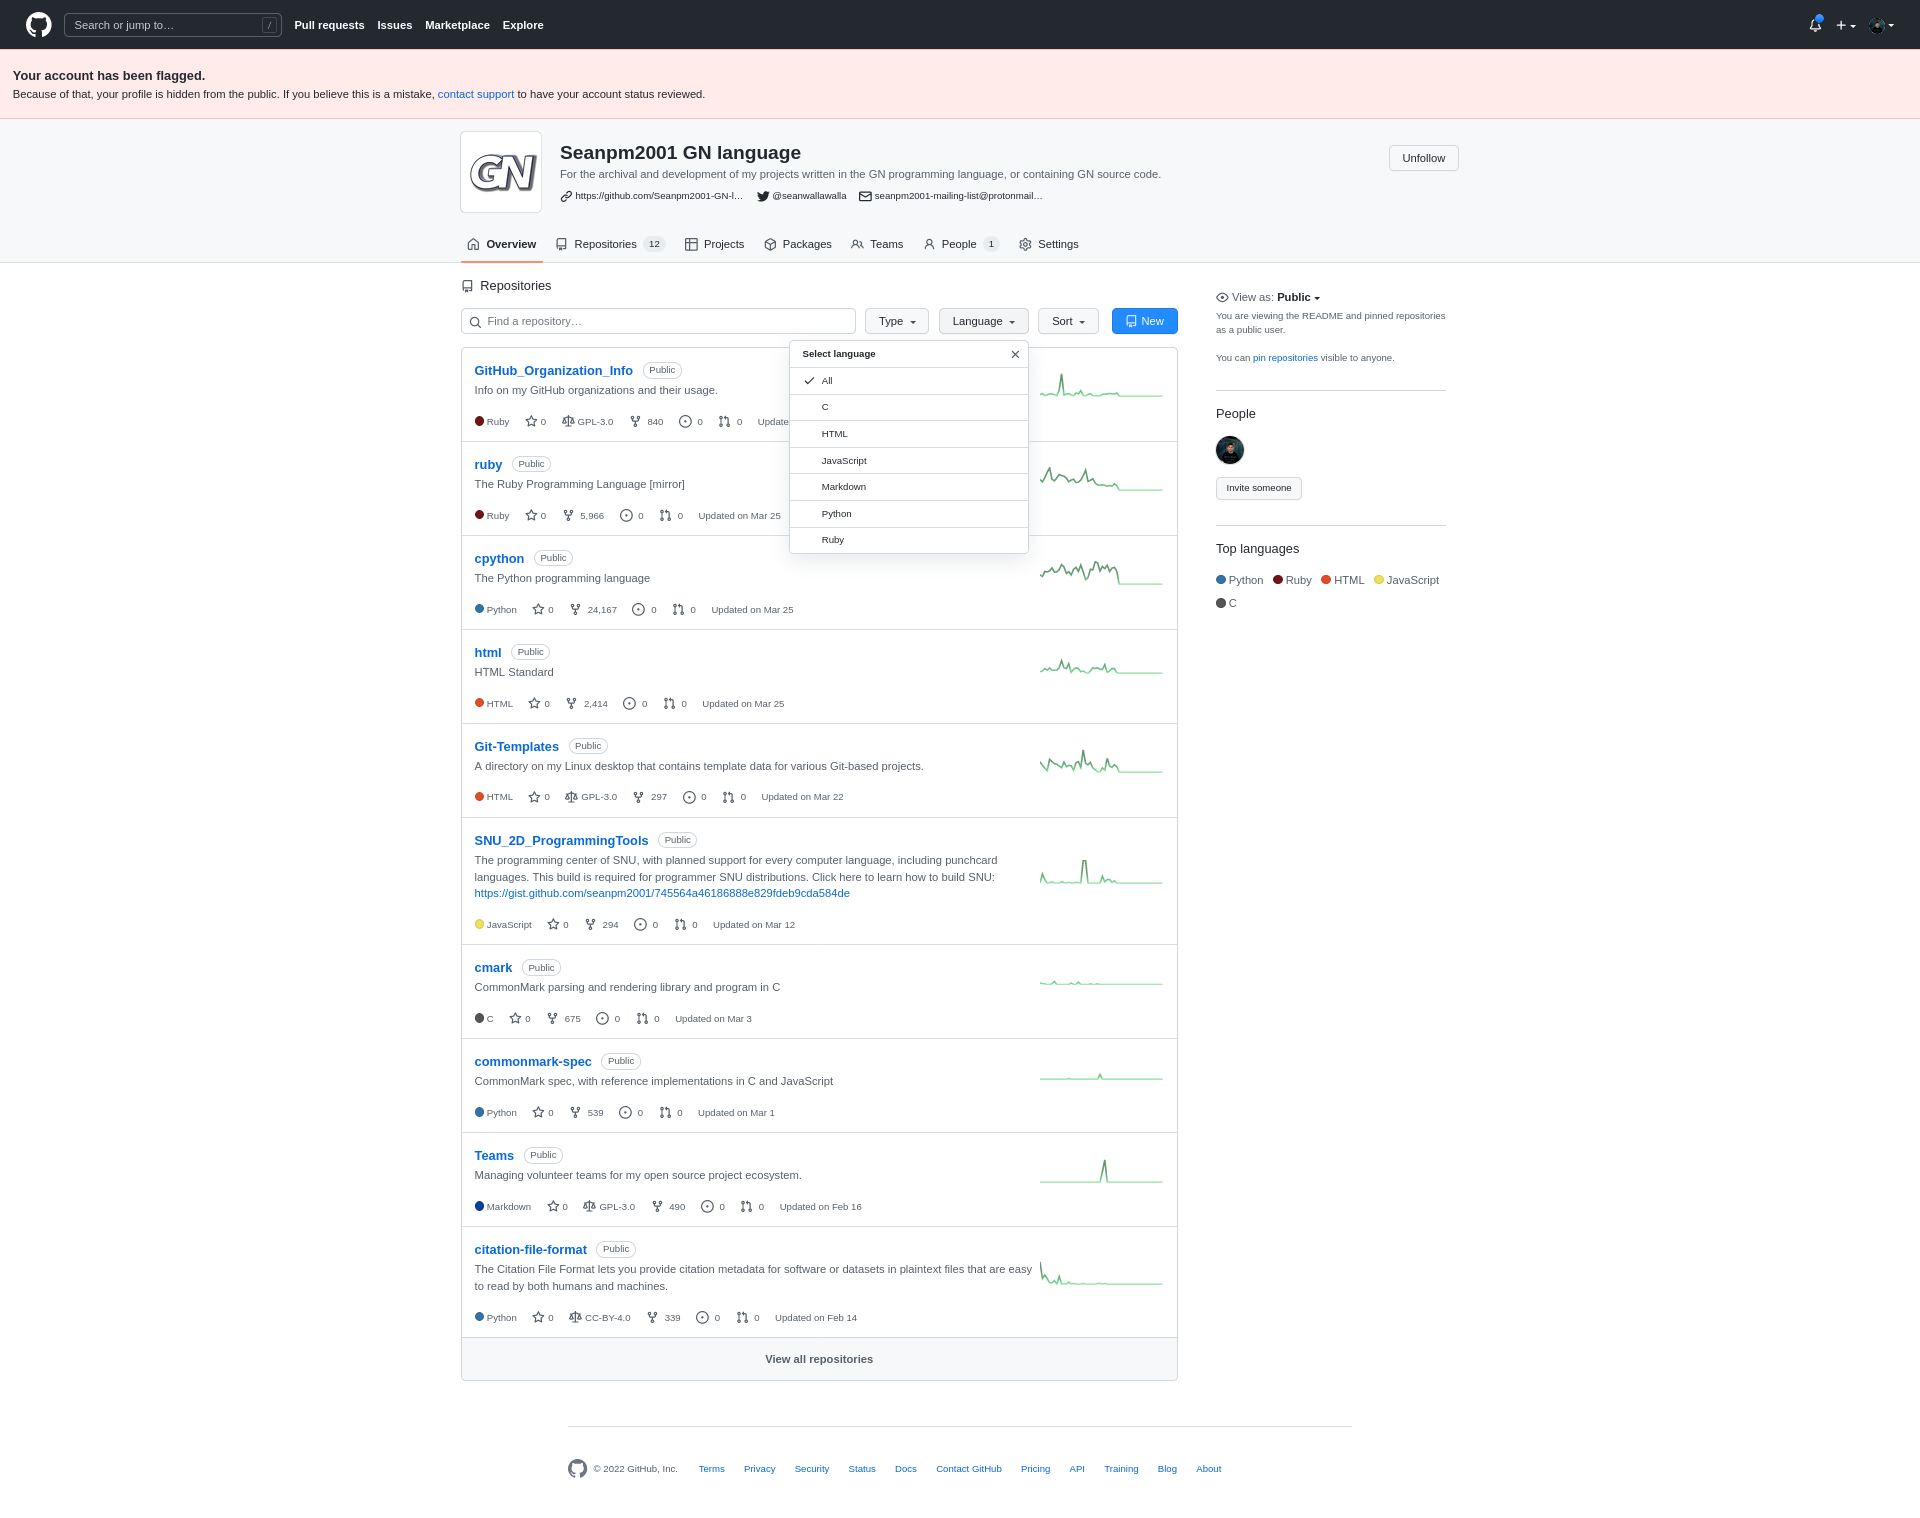 Search or jump to… /
Pull requests Issues Marketplace Explore
Your account has been flagged.
Because of that, your profile is hidden from the public. If you believe this is a mistake, contact support to have your account status reviewed.
GN
Seanpm2001 GN language
Unfollow
For the archival and development of my projects written in the GN programming language, or containing GN source code.
https://github.com/Seanpm2001-GN-l… @seanwallawalla seanpm2001-mailing-list@protonmail…
Overview Repositories 12 Projects Packages Teams People 1 Settings
Repositories
Find a repository… Type Language Sort New
Select language
All
C
HTML
JavaScript
Markdown
Python
Ruby
GitHub_Organization_Info Public
Info on my GitHub organizations and their usage.
Ruby 0 GPL-3.0 840 0 0 Update
ruby Public
The Ruby Programming Language [mirror]
Ruby 0 5,966 0 0 Updated on Mar 25
cpython Public
The Python programming language
Python 0 24,167 0 0 Updated on Mar 25
html Public
HTML Standard
HTML 0 2,414 0 0 Updated on Mar 25
Git-Templates Public
A directory on my Linux desktop that contains template data for various Git-based projects.
HTML 0 GPL-3.0 297 0 0 Updated on Mar 22
SNU_2D_ProgrammingTools Public
The programming center of SNU, with planned support for every computer language, including punchcard
languages. This build is required for programmer SNU distributions. Click here to learn how to build SNU:
https://gist.github.com/seanpm2001/745564a46186888e829fdeb9cda584de
JavaScript 0 294 0 0 Updated on Mar 12
cmark Public
CommonMark parsing and rendering library and program in C
C 0 675 0 0 Updated on Mar 3
commonmark-spec Public
CommonMark spec, with reference implementations in C and JavaScript
Python 0 539 0 0 Updated on Mar 1
Teams Public
Managing volunteer teams for my open source project ecosystem.
Markdown 0 GPL-3.0 490 0 0 Updated on Feb 16
citation-file-format Public
The Citation File Format lets you provide citation metadata for software or datasets in plaintext files that are easy
to read by both humans and machines.
Python 0 CC-BY-4.0 339 0 0 Updated on Feb 14
View all repositories
View as: Public
You are viewing the README and pinned repositories
as a public user.
You can pin repositories visible to anyone.
People
Invite someone
Top languages
Python Ruby HTML JavaScript
C
© 2022 GitHub, Inc. Terms Privacy Security Status Docs Contact GitHub Pricing API Training Blog About